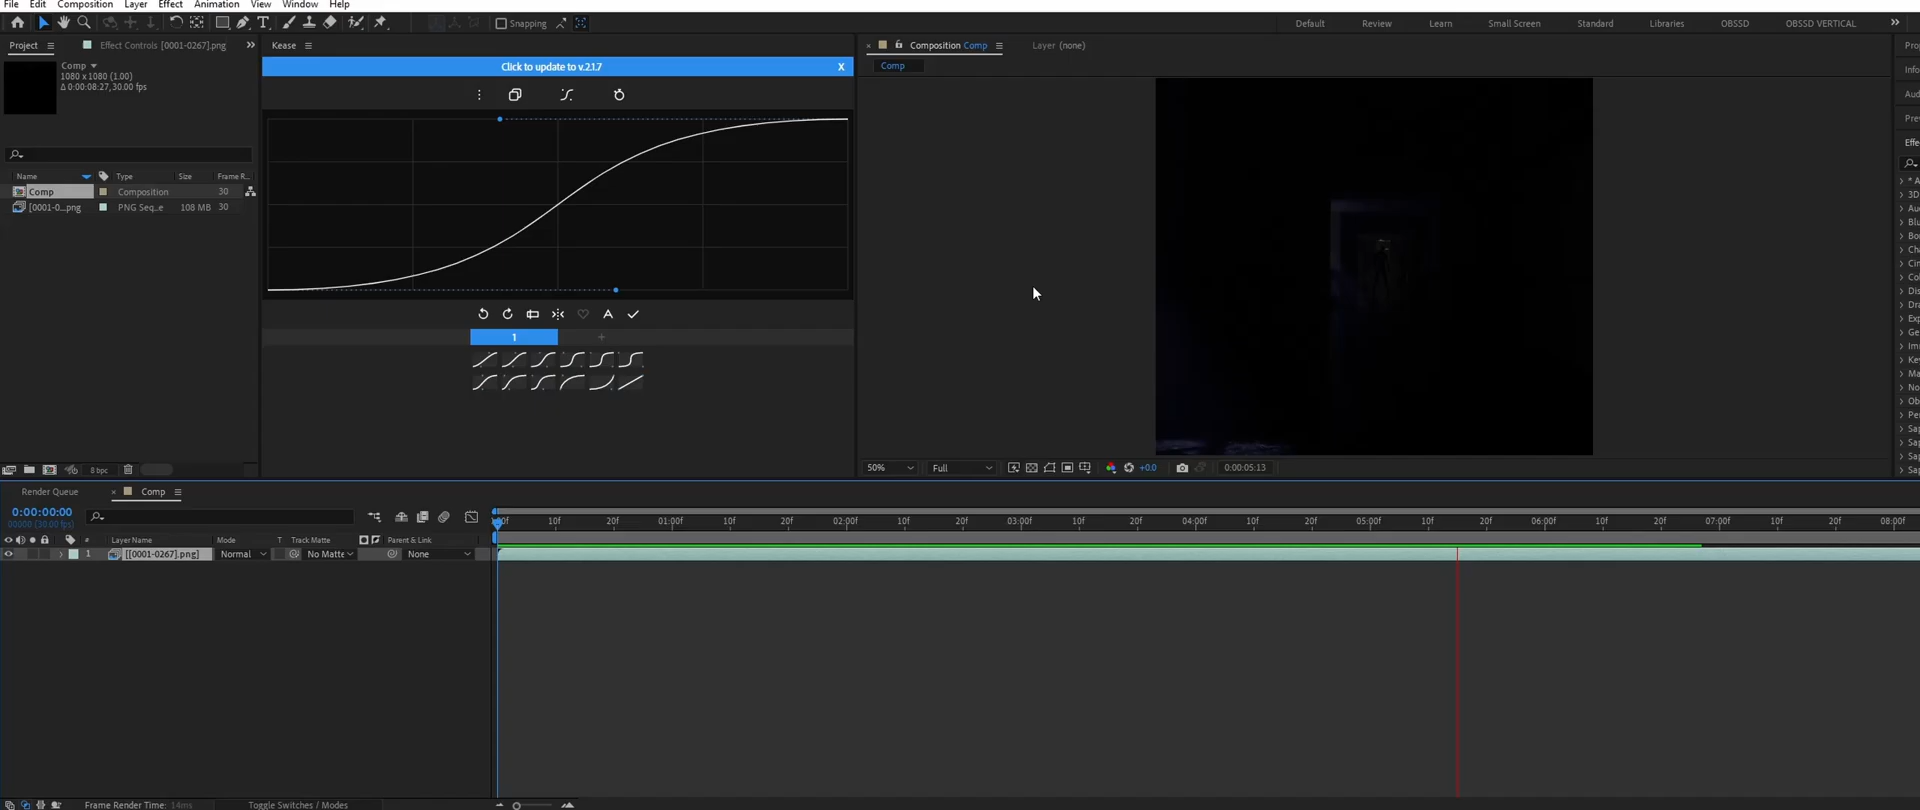 File Edit Composition Layer Effect Animation View Window Help
Snapping
Default Review Learn Small Screen Standard Libraries OBSSD OBSSD VERTICAL
Project Effect Controls [0001-0267].png
Comp
1080 x 1080 (1.00)
Δ 0:00:08:27, 30.00 fps
Name Type Size Frame R...
Comp Composition 30
[0001-0...png PNG Seq...e 108 MB 30
8 bpc
Kease
Click to update to v.2.1.7 X
1 +
Composition Comp Layer (none)
Comp
50% Full +0.0 0:00:05:13
Info
* A
3D
Render Queue Comp
0:00:00:00
00000 (30.00 fps)
# Layer Name Mode T Track Matte Parent & Link
1 [[0001-0267].png] Normal No Matte None
10f 20f 01:00f 10f 20f 02:00f 10f 20f 03:00f 10f 20f 04:00f 10f 20f 05:00f 10f 20f 06:00f 10f 20f 07:00f 10f 20f 08:00f
Frame Render Time: 14ms Toggle Switches / Modes